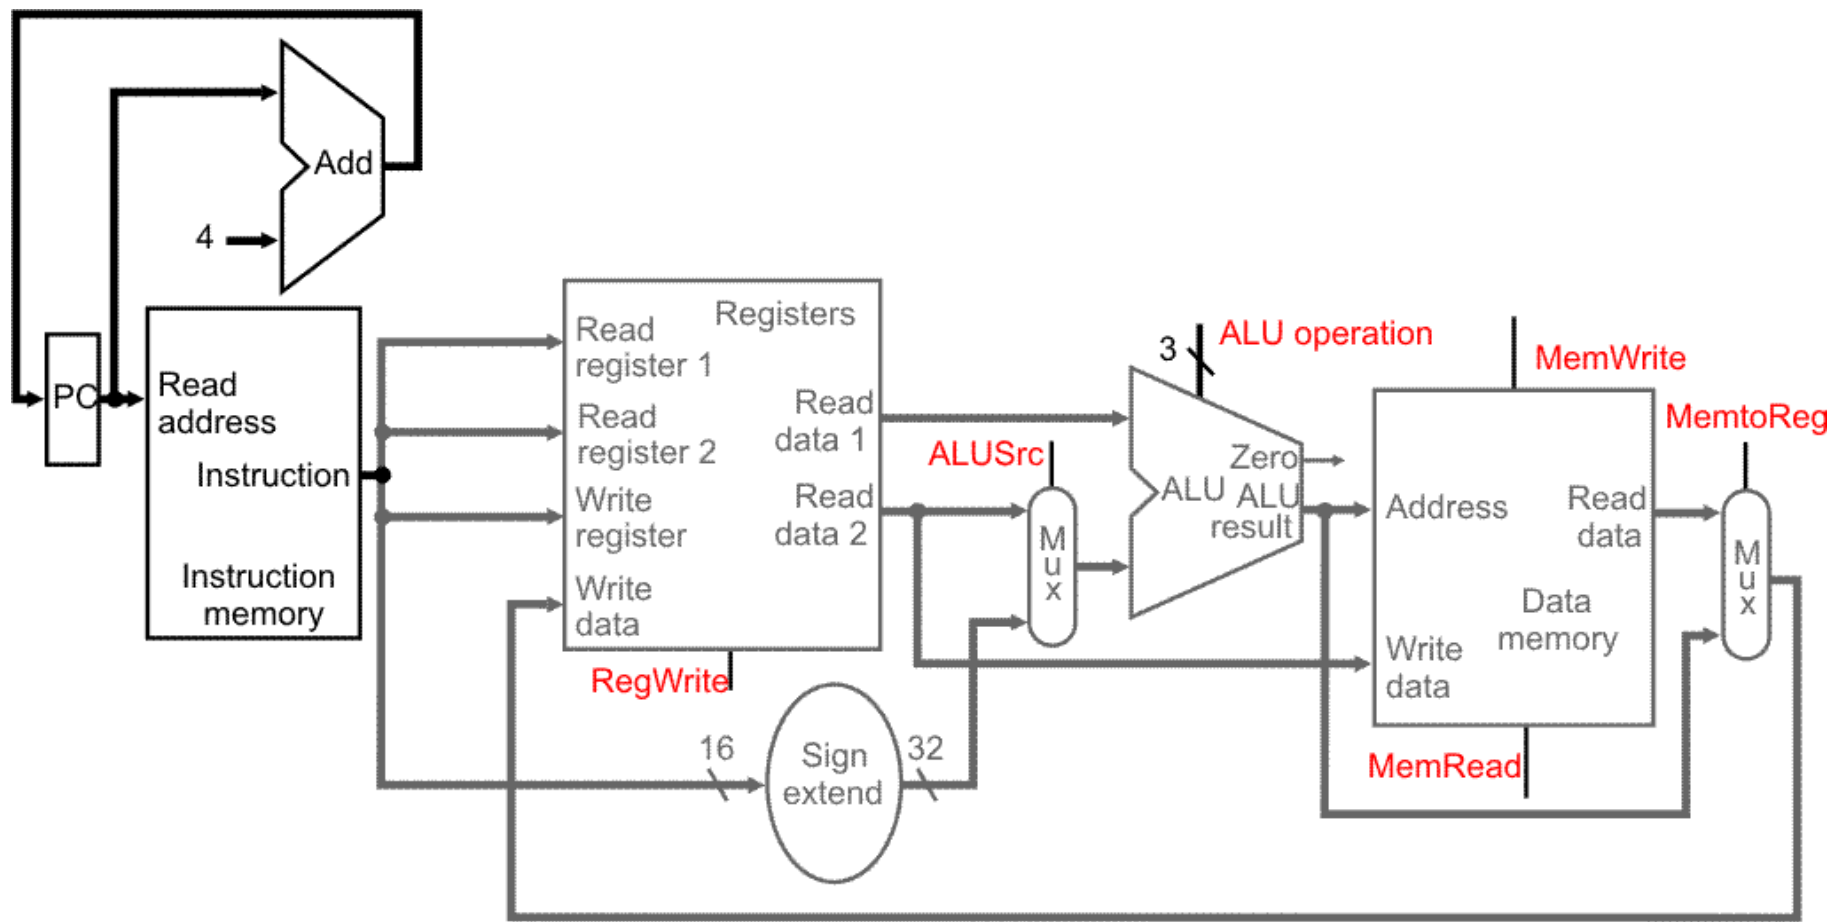 Add
4
PC
Read
address
Instruction
Instruction
memory
Registers
Read
register 1
Read
register 2
Write
register
Write
data
Read
data 1
Read
data 2
RegWrite
16
Sign
extend
32
ALUSrc
M
u
x
3
ALU operation
Zero
ALU
ALU
result
MemWrite
Address
Read
data
Data
memory
Write
data
MemRead
MemtoReg
M
u
x